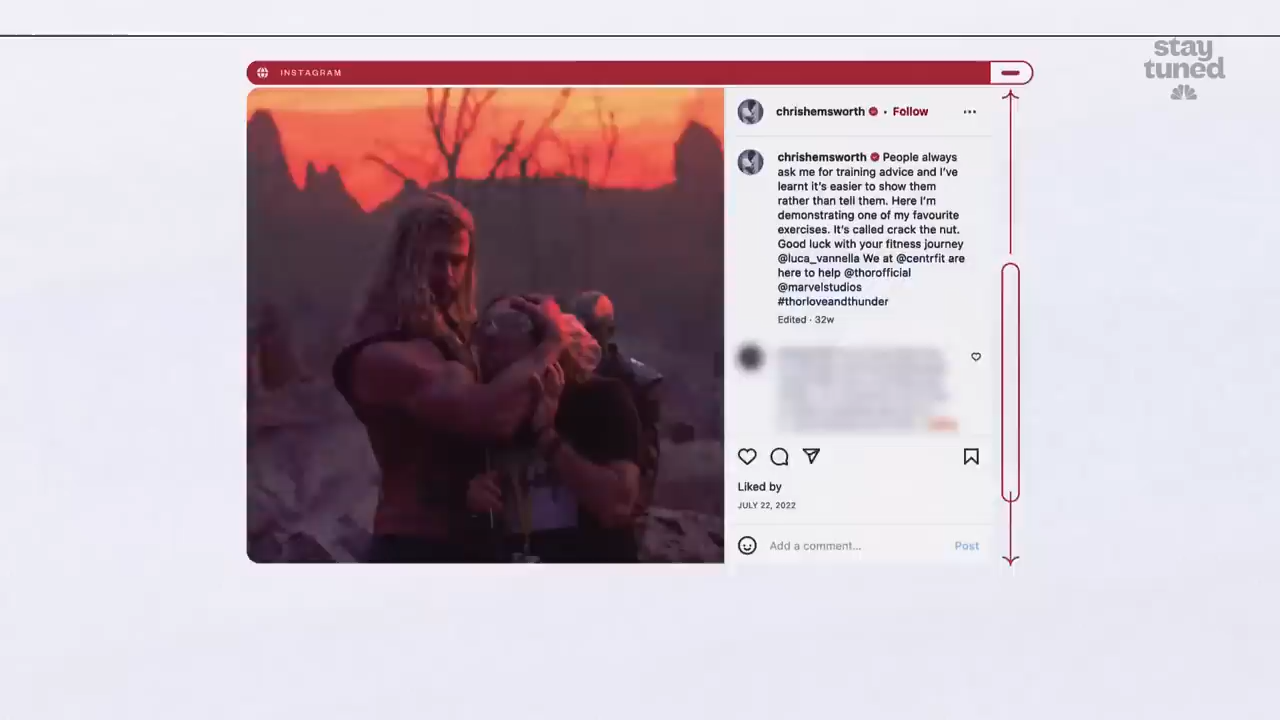 stay
tuned
INSTAGRAM
chrishemsworth • Follow
chrishemsworth People always
ask me for training advice and I've
learnt it's easier to show them
rather than tell them. Here I'm
demonstrating one of my favourite
exercises. It's called crack the nut.
Good luck with your fitness journey
@luca_vannella We at @centrfit are
here to help @thorofficial
@marvelstudios
#thorloveandthunder
Edited · 32w
Liked by
JULY 22, 2022
Add a comment... Post